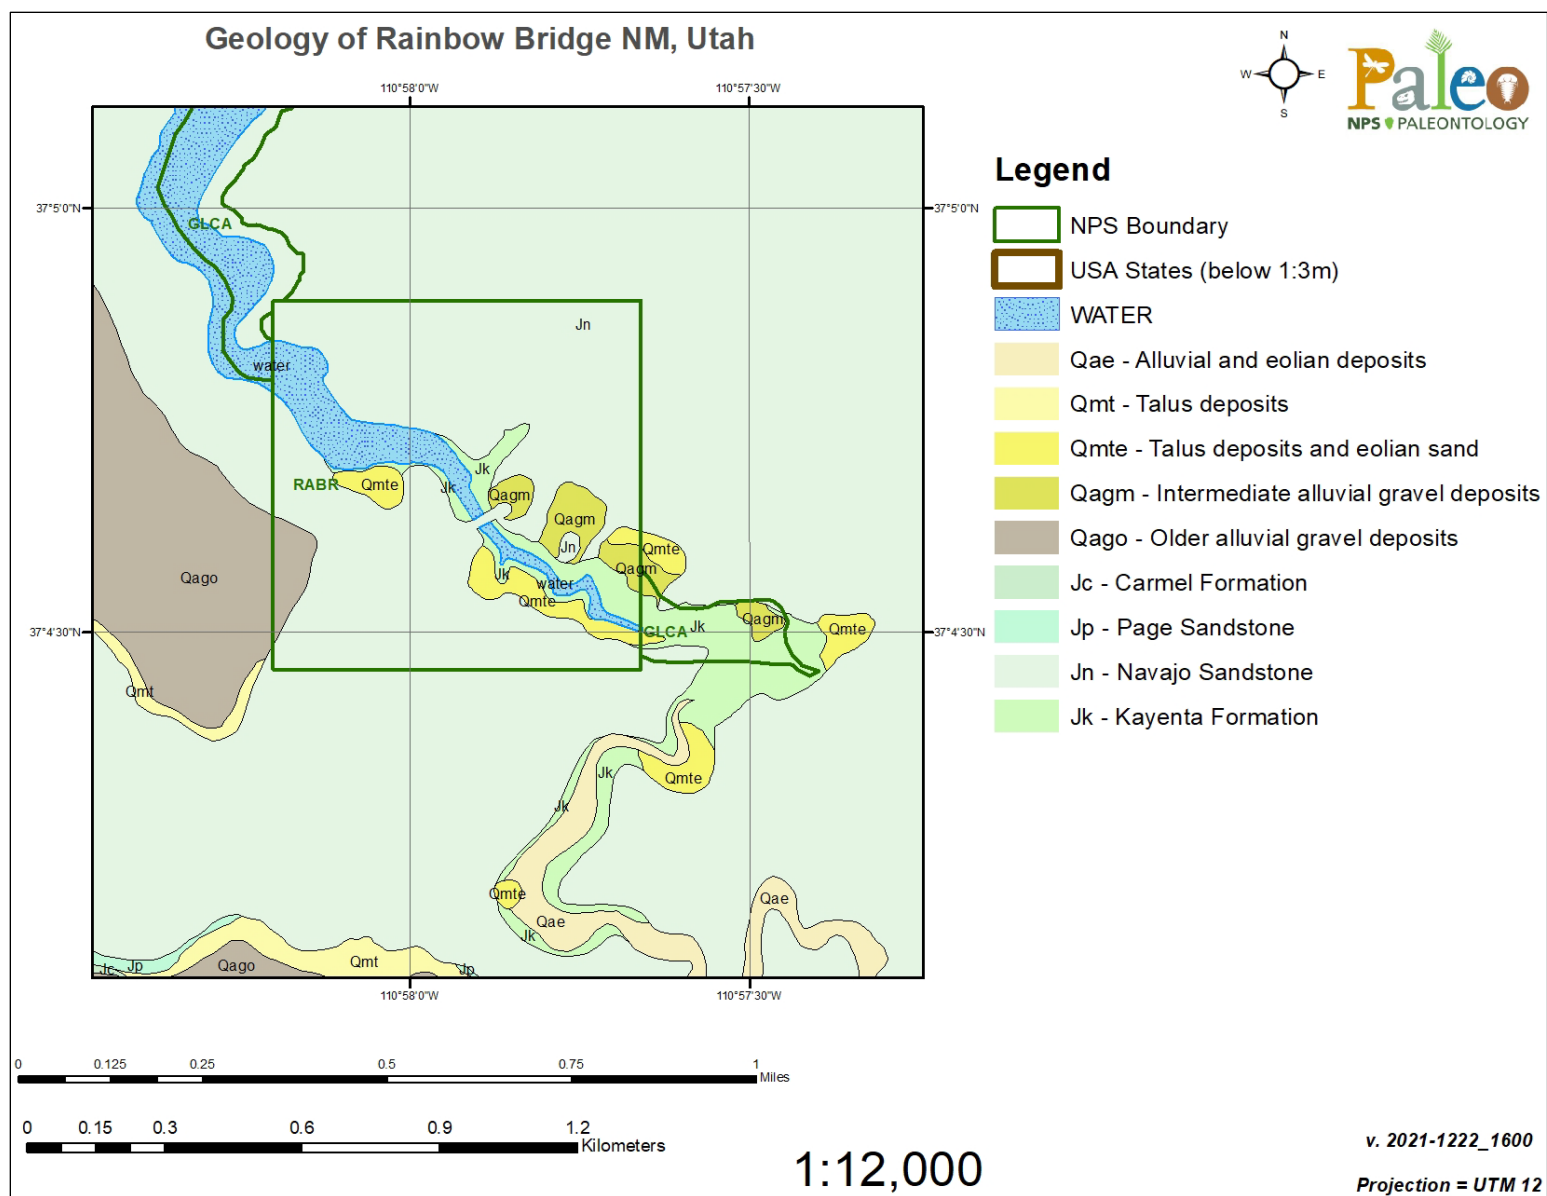 Geology of Rainbow Bridge NM, Utah
N
W E
S
Paleo
NPS PALEONTOLOGY
110°58'0"W 110°57'30"W
37°5'0"N 37°5'0"N
GLCA
Jn
water
Jk
RABR Qmte Jk Qagm
Qagm
Jn Qmte
Qagm
Qago Jk water
Qmte
Qagm
37°4'30"N GLCA Jk Qmte 37°4'30"N
Qmt
Jk Qmte
Jk
Qmte Qae
Qae
Jk
Jc Jp Qago Qmt Jp
110°58'0"W 110°57'30"W
Legend
NPS Boundary
USA States (below 1:3m)
WATER
Qae - Alluvial and eolian deposits
Qmt - Talus deposits
Qmte - Talus deposits and eolian sand
Qagm - Intermediate alluvial gravel deposits
Qago - Older alluvial gravel deposits
Jc - Carmel Formation
Jp - Page Sandstone
Jn - Navajo Sandstone
Jk - Kayenta Formation
0 0.125 0.25 0.5 0.75 1
Miles
0 0.15 0.3 0.6 0.9 1.2
Kilometers
1:12,000
v. 2021-1222_1600
Projection = UTM 12